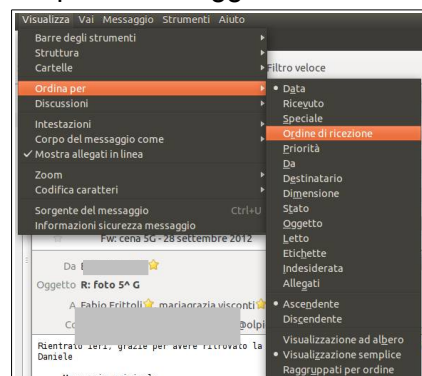 Visualizza Vai Messaggio Strumenti Aiuto
Barre degli strumenti
Struttura
Cartelle
Filtro veloce
Ordina per
Discussioni
Intestazioni
Corpo del messaggio come
✓ Mostra allegati in linea
Zoom
Codifica caratteri
Sorgente del messaggio Ctrl+U
Informazioni sicurezza messaggio
• Data
Ricevuto
Speciale
Ordine di ricezione
Priorità
Da
Destinatario
Dimensione
Stato
Oggetto
Letto
Etichette
Indesiderata
Allegati
• Ascendente
Discendente
Visualizzazione ad albero
• Visualizzazione semplice
Raggruppati per ordine
Fw: cena 5G - 28 settembre 2012
Da
Oggetto R: foto 5^ G
A Fabio Frittoli mariagrazia visconti
Cc @olpi
Rientrato ieri, grazie per avere ritrovato la
Daniele